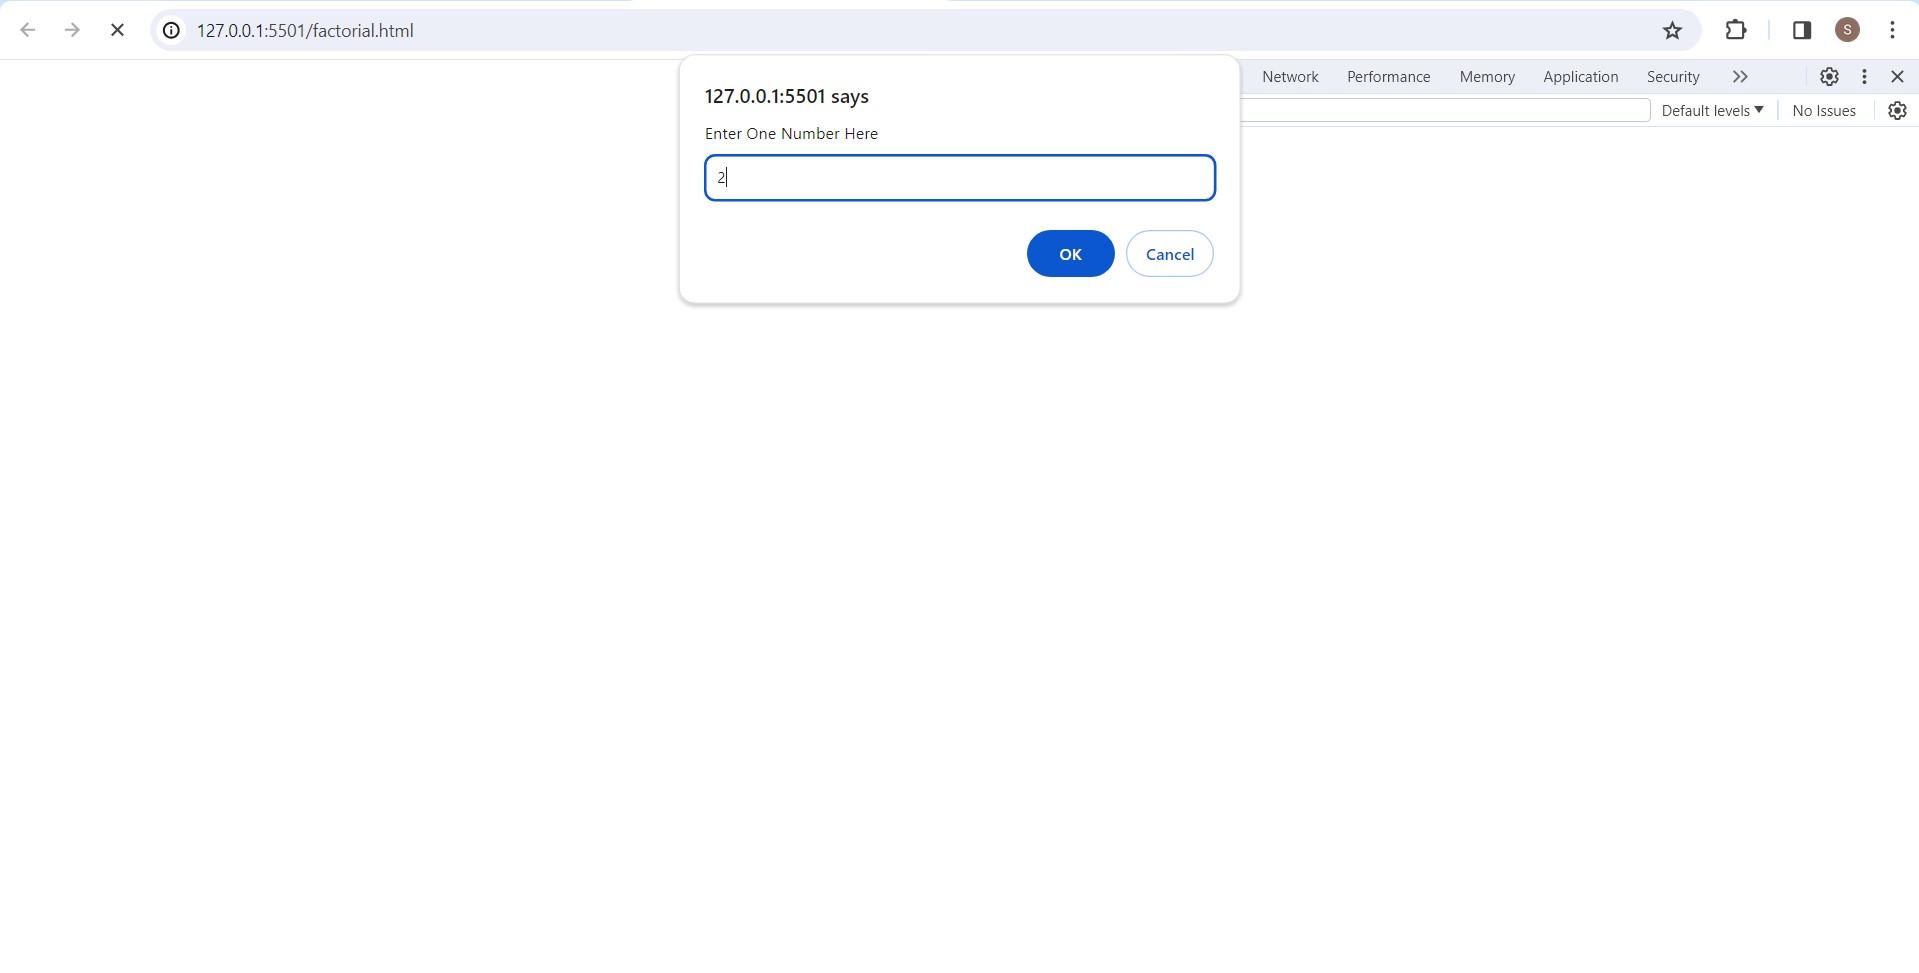 127.0.0.1:5501/factorial.html
S
127.0.0.1:5501 says
Enter One Number Here
2
OK Cancel
Network Performance Memory Application Security
Default levels No Issues